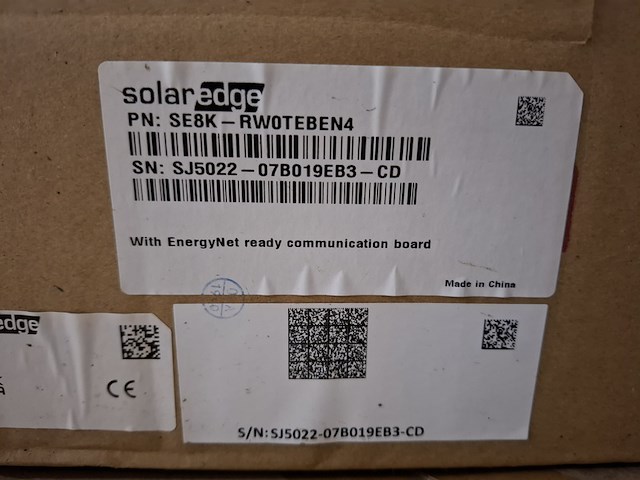 solaredge
PN: SE8K-RW0TEBEN4
SN: SJ5022-07B019EB3-CD
With EnergyNet ready communication board
Made in China
edge
CE
S/N:SJ5022-07B019EB3-CD